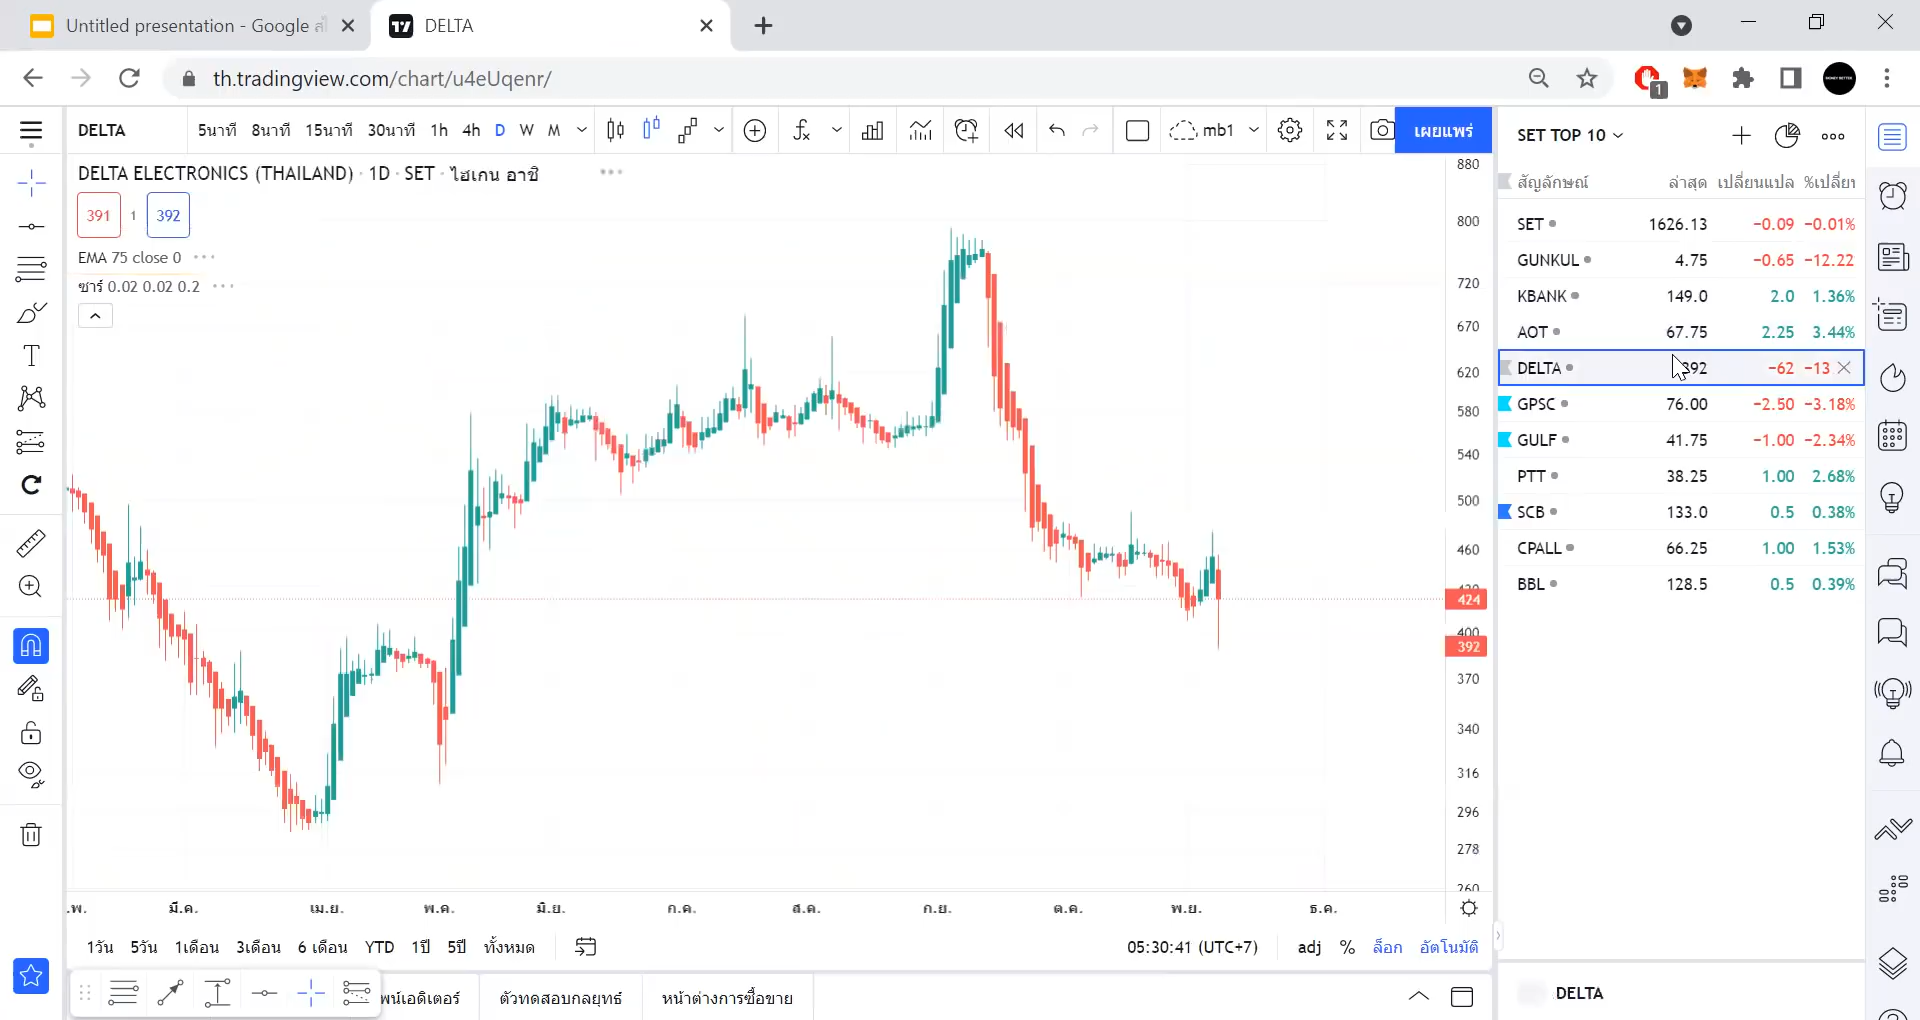 Untitled presentation - Google ส
DELTA
th.tradingview.com/chart/u4eUqenr/
1
DELTA
5นาที 8นาที 15นาที 30นาที 1h 4h D W M
mb1
เผยแพร่
SET TOP 10
DELTA ELECTRONICS (THAILAND) · 1D · SET · ไฮเกน อาชิ
391 1 392
EMA 75 close 0
ซาร์ 0.02 0.02 0.2
880
800
720
670
620
580
540
500
460
424
400
392
370
340
316
296
278
260
.พ. มี.ค. เม.ย. พ.ค. มิ.ย. ก.ค. ส.ค. ก.ย. ต.ค. พ.ย. ธ.ค.
1วัน 5วัน 1เดือน 3เดือน 6 เดือน YTD 1ปี 5ปี ทั้งหมด
05:30:41 (UTC+7) adj % ล็อก อัตโนมัติ
พน์เอดิเตอร์ ตัวทดสอบกลยุทธ์ หน้าต่างการซื้อขาย
สัญลักษณ์ ล่าสุด เปลี่ยนแปล %เปลี่ยน
SET 1626.13 −0.09 −0.01%
GUNKUL 4.75 −0.65 −12.22
KBANK 149.0 2.0 1.36%
AOT 67.75 2.25 3.44%
DELTA 392 −62 −13
GPSC 76.00 −2.50 −3.18%
GULF 41.75 −1.00 −2.34%
PTT 38.25 1.00 2.68%
SCB 133.0 0.5 0.38%
CPALL 66.25 1.00 1.53%
BBL 128.5 0.5 0.39%
DELTA